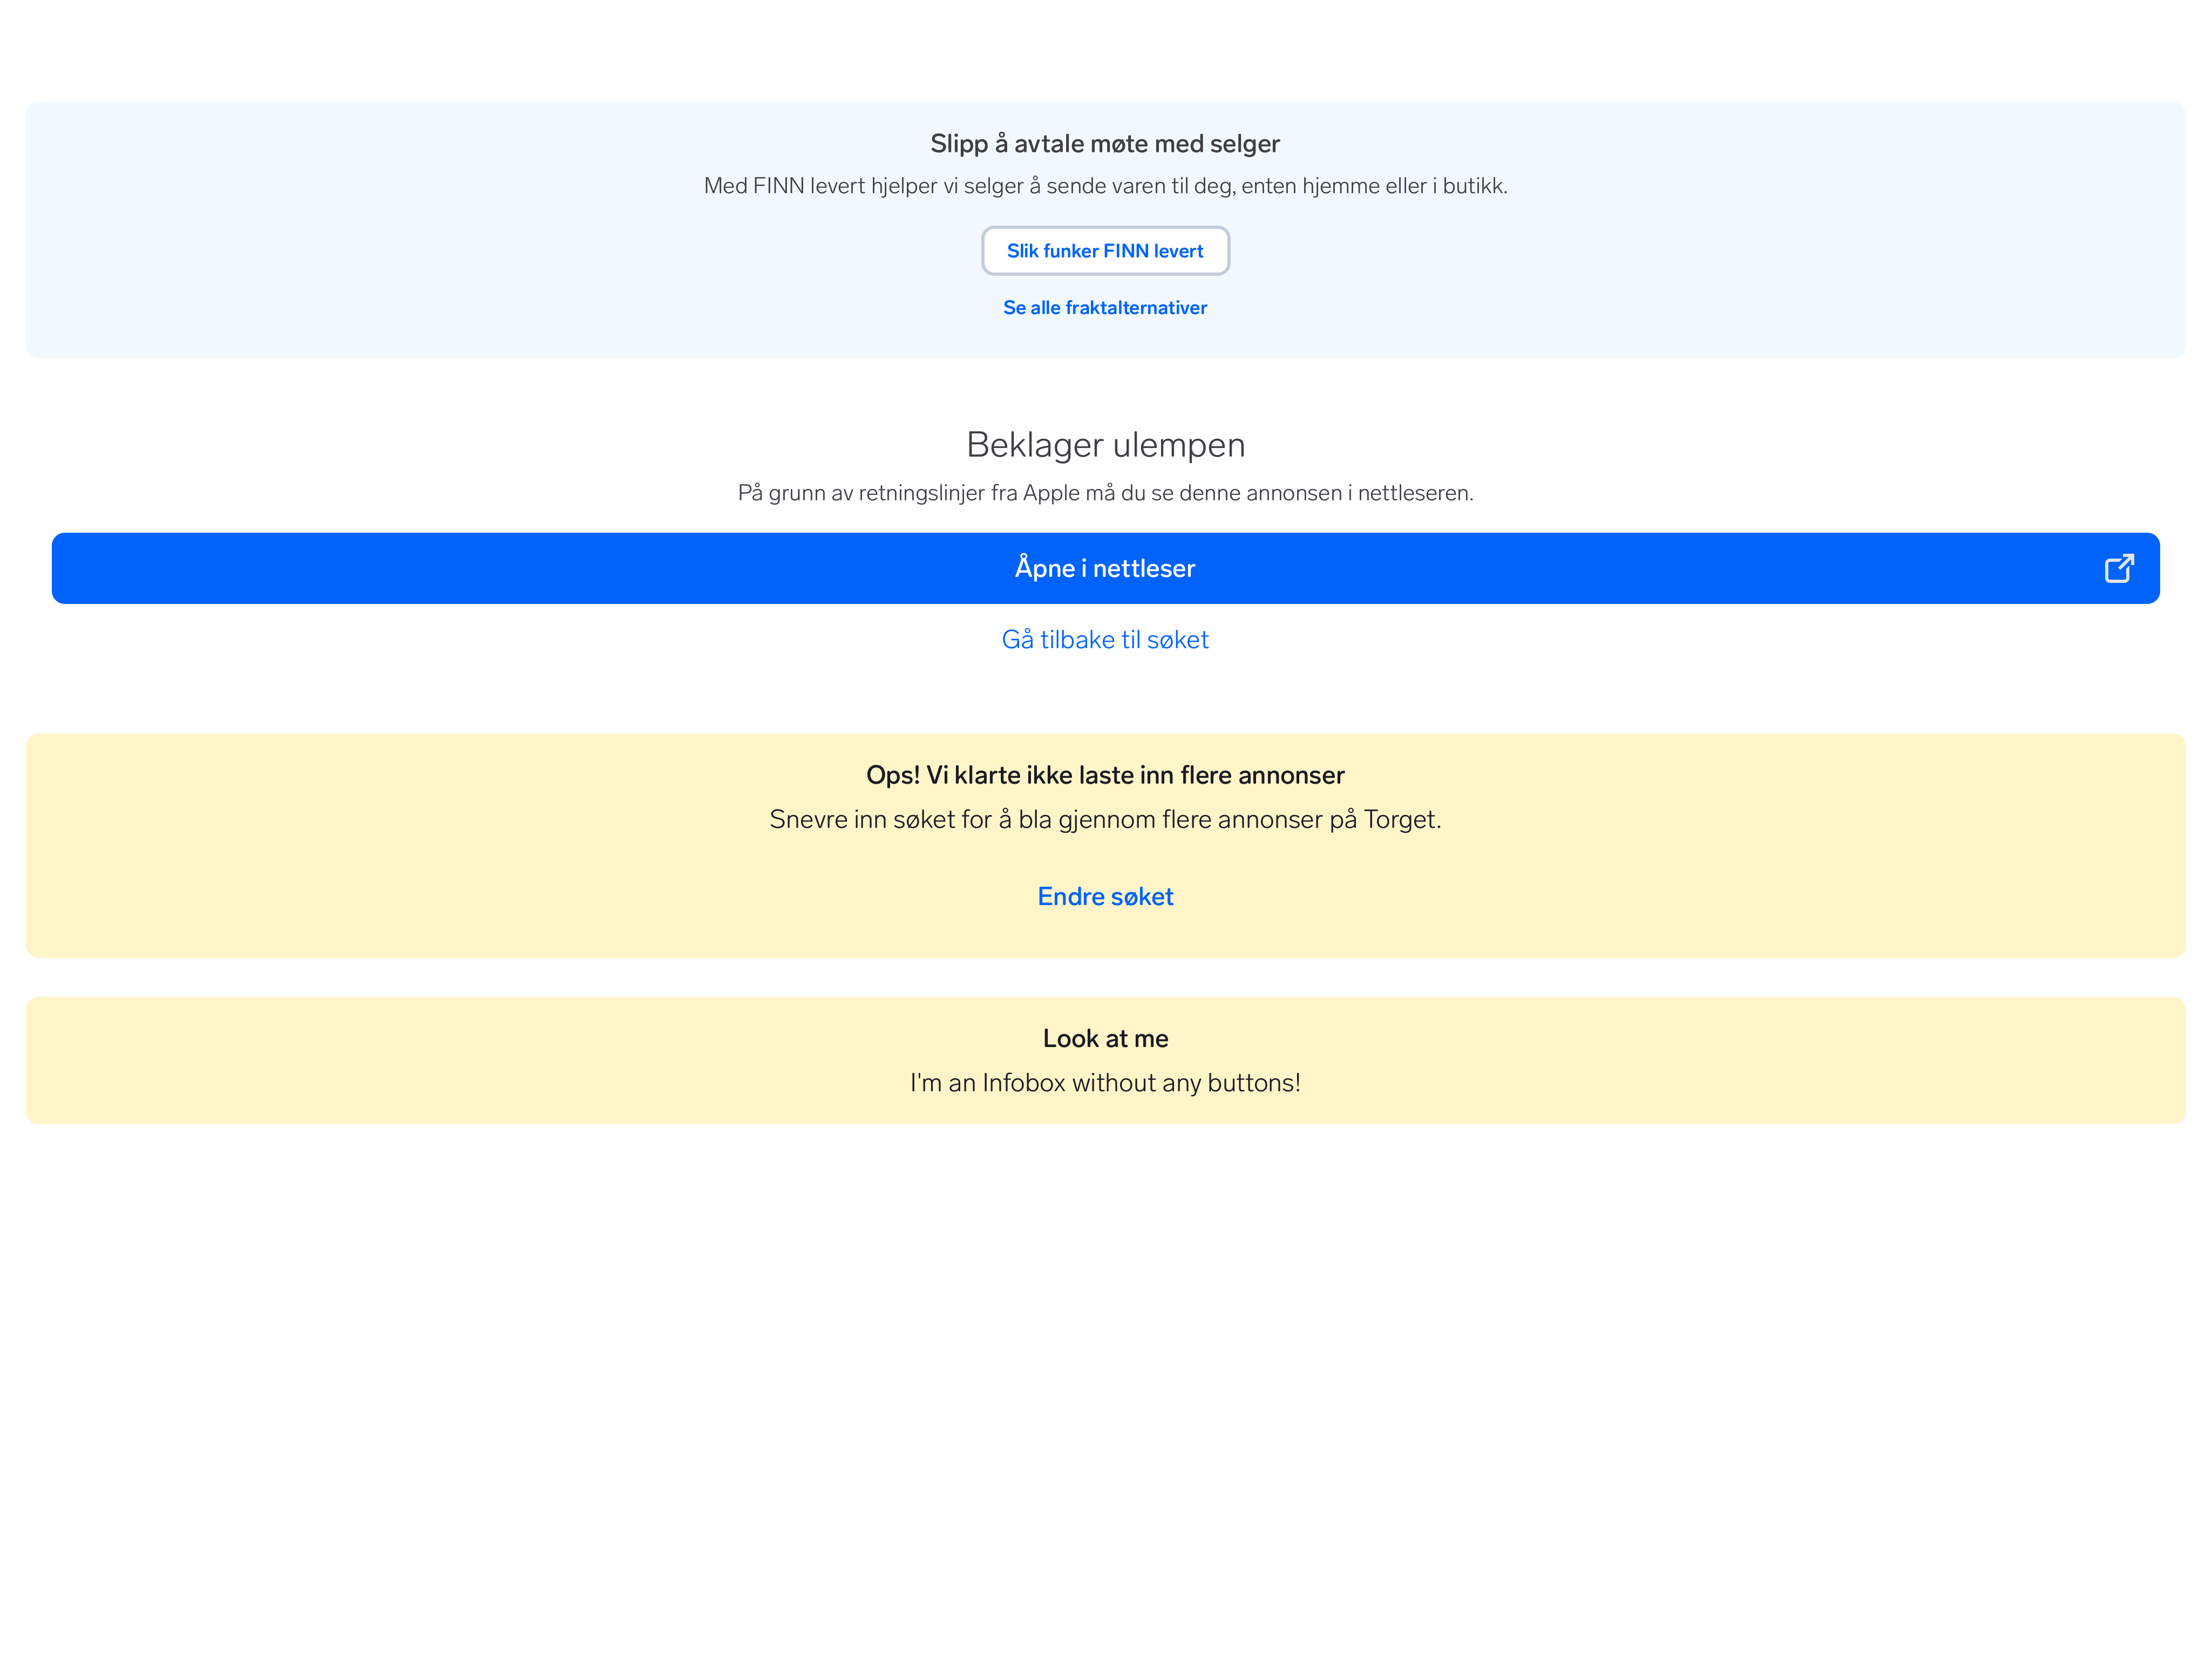 Slipp å avtale møte med selger
Med FINN levert hjelper vi selger å sende varen til deg, enten hjemme eller i butikk.
Slik funker FINN levert
Se alle fraktalternativer
Beklager ulempen
På grunn av retningslinjer fra Apple må du se denne annonsen i nettleseren.
Åpne i nettleser
Gå tilbake til søket
Ops! Vi klarte ikke laste inn flere annonser
Snevre inn søket for å bla gjennom flere annonser på Torget.
Endre søket
Look at me
I'm an Infobox without any buttons!